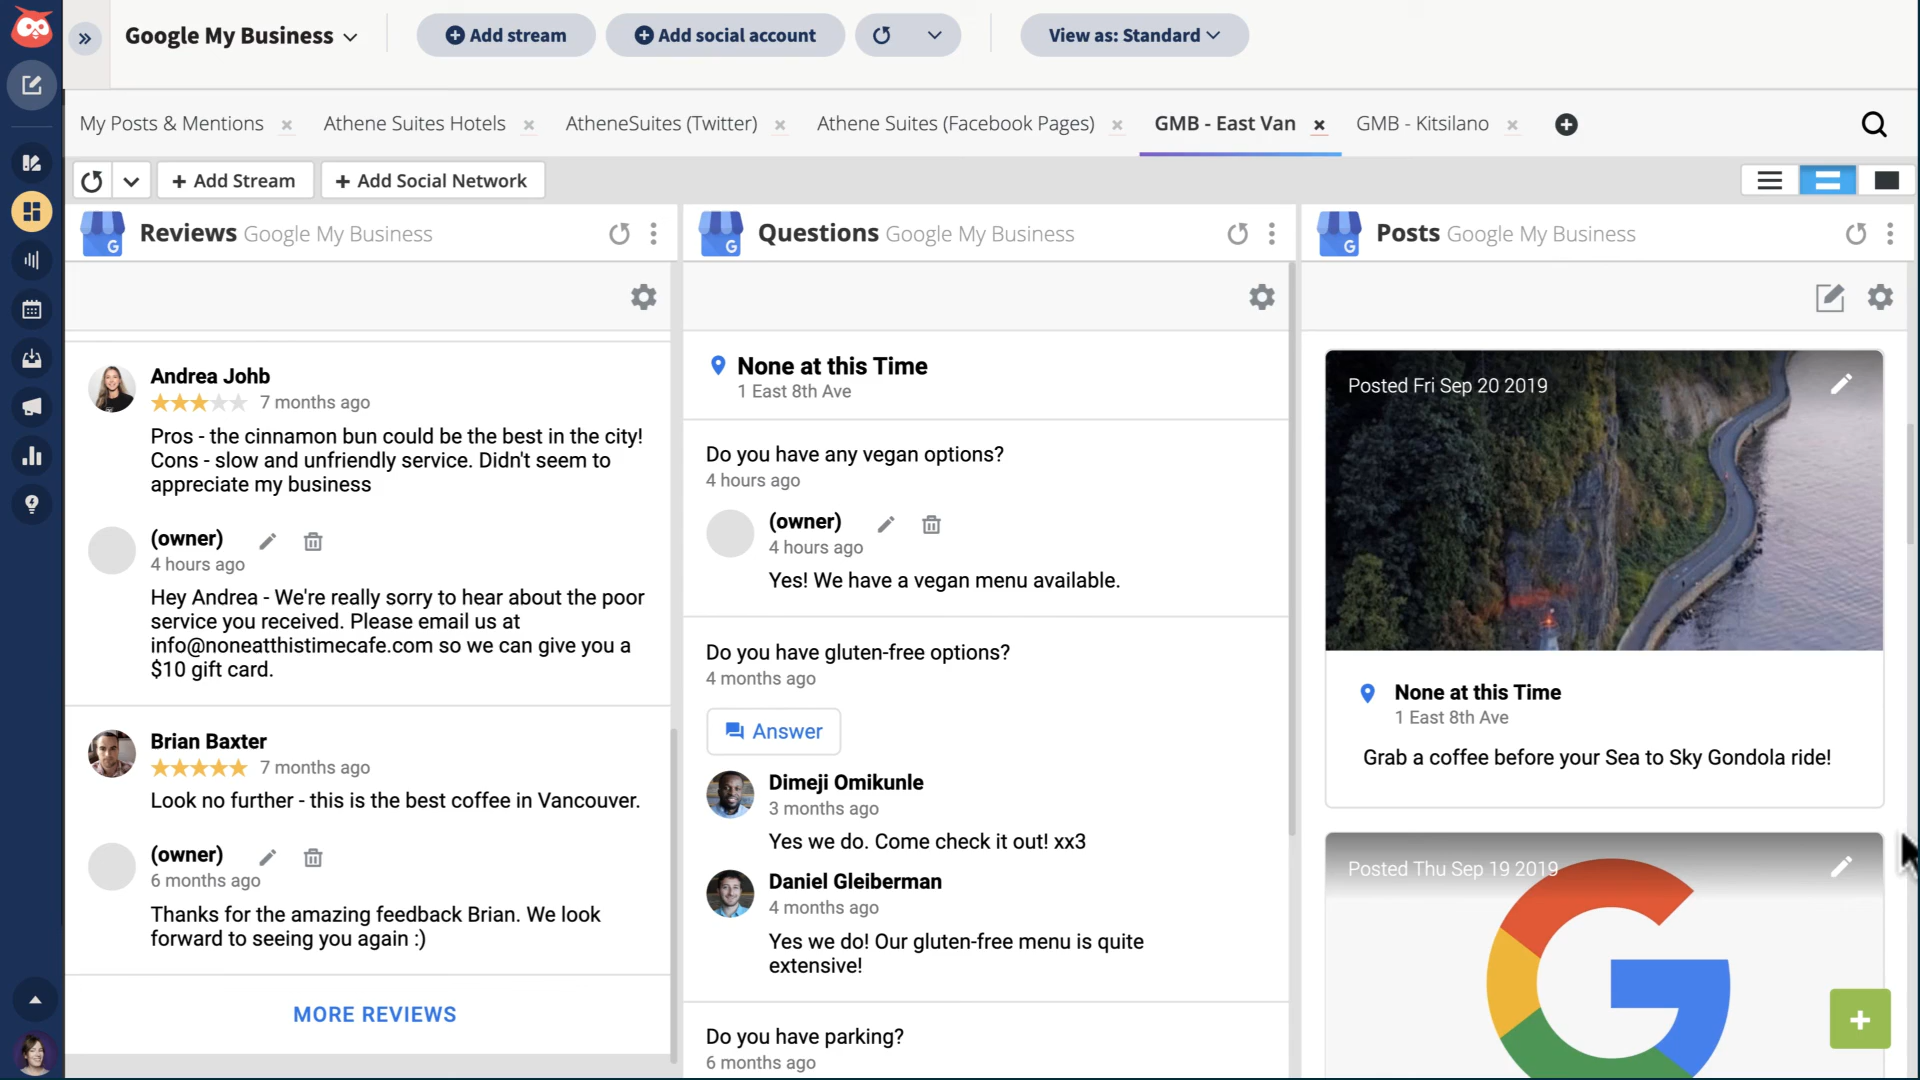 Google My Business
Add stream
Add social account
View as: Standard
My Posts & Mentions
Athene Suites Hotels
AtheneSuites (Twitter)
Athene Suites (Facebook Pages)
GMB - East Van
GMB - Kitsilano
+ Add Stream
+ Add Social Network
Reviews Google My Business
Andrea Johb
7 months ago
Pros - the cinnamon bun could be the best in the city!
Cons - slow and unfriendly service. Didn't seem to
appreciate my business
(owner)
4 hours ago
Hey Andrea - We're really sorry to hear about the poor
service you received. Please email us at
info@noneatthistimecafe.com so we can give you a
$10 gift card.
Brian Baxter
7 months ago
Look no further - this is the best coffee in Vancouver.
(owner)
6 months ago
Thanks for the amazing feedback Brian. We look
forward to seeing you again :)
MORE REVIEWS
Questions Google My Business
None at this Time
1 East 8th Ave
Do you have any vegan options?
4 hours ago
(owner)
4 hours ago
Yes! We have a vegan menu available.
Do you have gluten-free options?
4 months ago
Answer
Dimeji Omikunle
3 months ago
Yes we do. Come check it out! xx3
Daniel Gleiberman
4 months ago
Yes we do! Our gluten-free menu is quite
extensive!
Do you have parking?
6 months ago
Posts Google My Business
Posted Fri Sep 20 2019
None at this Time
1 East 8th Ave
Grab a coffee before your Sea to Sky Gondola ride!
Posted Thu Sep 19 2019